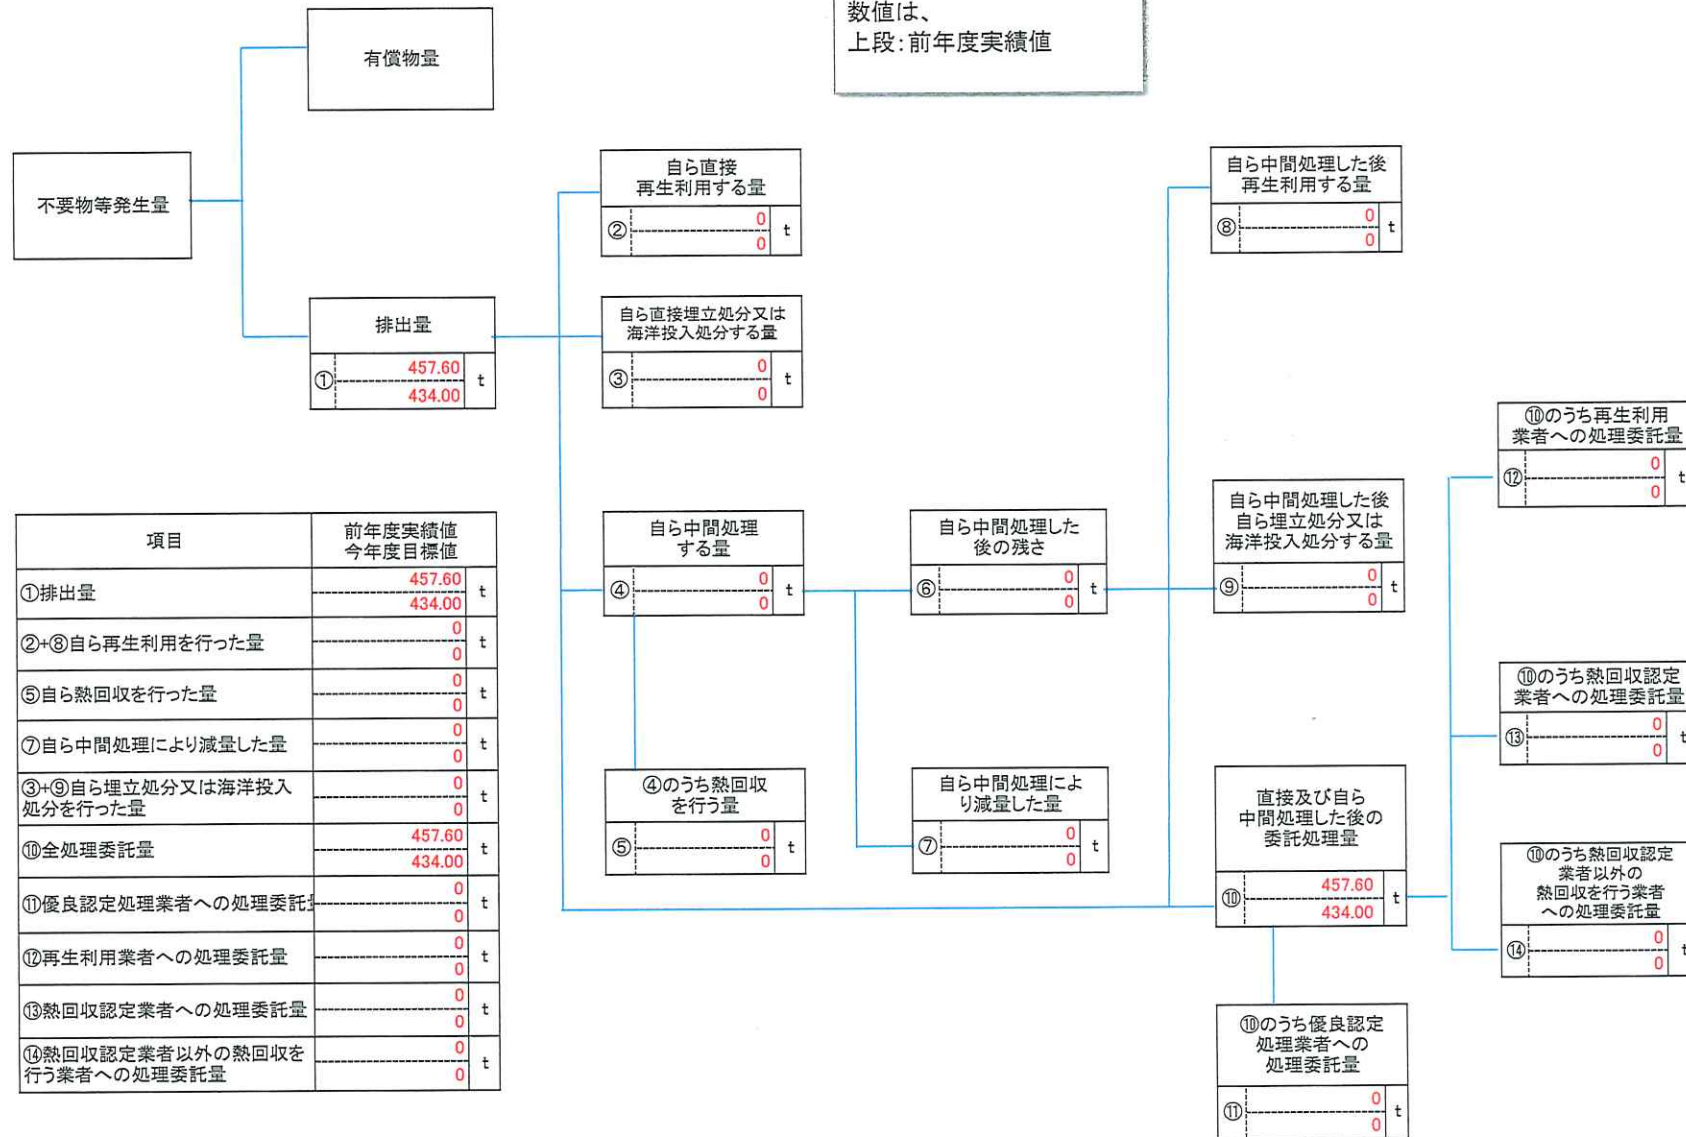 数値は、
上段:前年度実績値
有償物量
不要物等発生量
排出量
① 457.60 t
434.00
自ら直接
再生利用する量
② 0 t
0
自ら直接埋立処分又は
海洋投入処分する量
③ 0 t
0
自ら中間処理
する量
④ 0 t
0
④のうち熱回収
を行う量
⑤ 0 t
0
自ら中間処理した
後の残さ
⑥ 0 t
0
自ら中間処理によ
り減量した量
⑦ 0 t
0
自ら中間処理した後
再生利用する量
⑧ 0 t
0
自ら中間処理した後
自ら埋立処分又は
海洋投入処分する量
⑨ 0 t
0
直接及び自ら
中間処理した後の
委託処理量
⑩ 457.60 t
434.00
⑩のうち優良認定
処理業者への
処理委託量
⑪ 0 t
0
⑩のうち再生利用
業者への処理委託量
⑫ 0 t
0
⑩のうち熱回収認定
業者への処理委託量
⑬ 0 t
0
⑩のうち熱回収認定
業者以外の
熱回収を行う業者
への処理委託量
⑭ 0 t
0
項目 前年度実績値
今年度目標値
①排出量 457.60 t
434.00
②+⑧自ら再生利用を行った量 0 t
0
⑤自ら熱回収を行った量 0 t
0
⑦自ら中間処理により減量した量 0 t
0
③+⑨自ら埋立処分又は海洋投入
処分を行った量 0 t
0
⑩全処理委託量 457.60 t
434.00
⑪優良認定処理業者への処理委託 0 t
0
⑫再生利用業者への処理委託量 0 t
0
⑬熱回収認定業者への処理委託量 0 t
0
⑭熱回収認定業者以外の熱回収を
行う業者への処理委託量 0 t
0